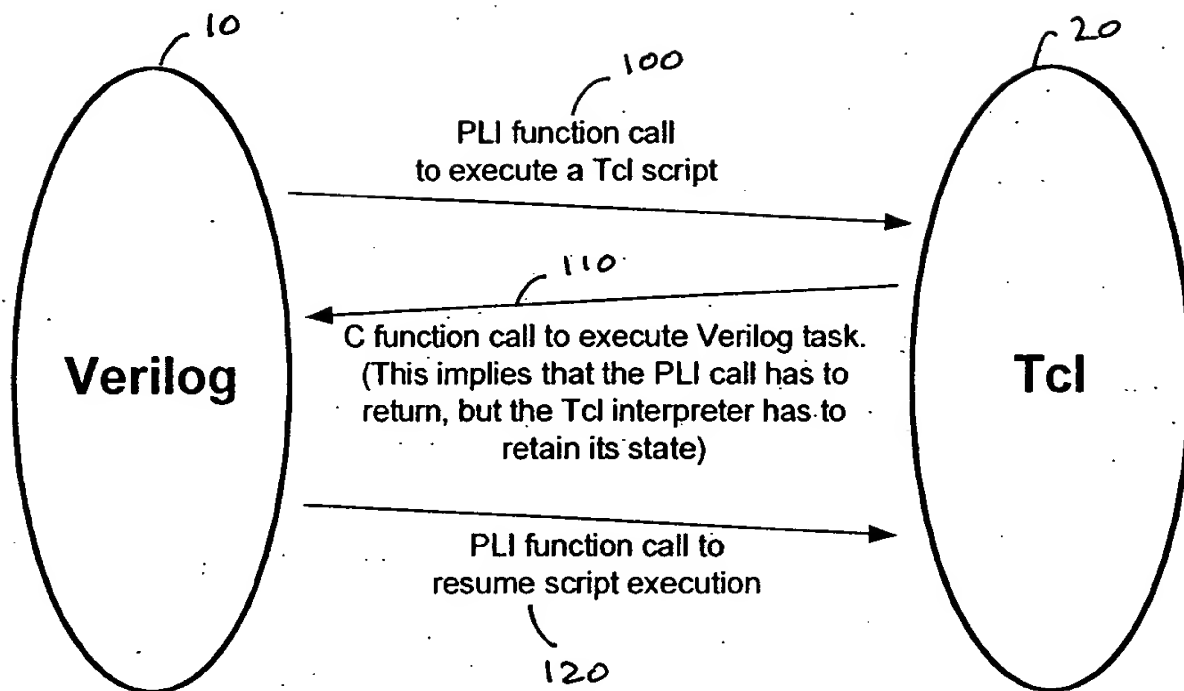 10
20
100
PLI function call
to execute a Tcl script
110
C function call to execute Verilog task.
(This implies that the PLI call has to
return, but the Tcl interpreter has to
retain its state)
Verilog
Tcl
PLI function call to
resume script execution
120